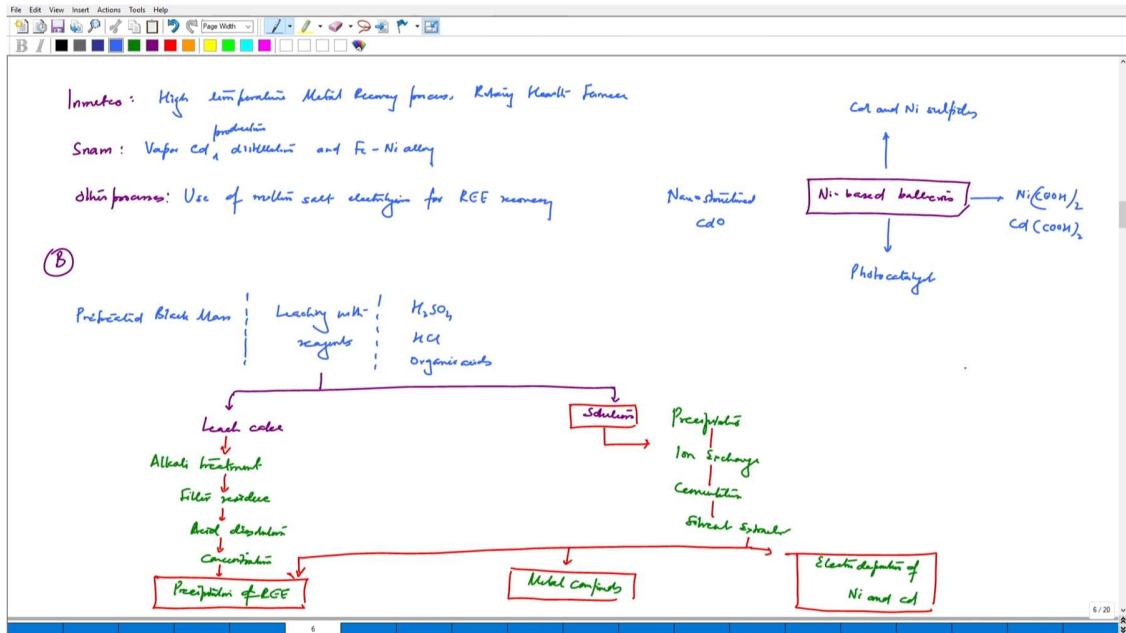 File Edit View Insert Actions Tools Help
Page Width
B I
Inmetco: High temperature Metal Recovery process, Rotary Hearth Furnace
production
Snam: Vapor Cd distillation and Fe-Ni alloy
Other processes: Use of molten salt electrolysis for REE recovery
Cd and Ni sulfides
Nano-structured
CdO
Ni-based batteries
Ni(COOH)2
Cd(COOH)2
Photocatalyst
B
Pretreated Black Mass
Leaching with
reagents
H2SO4
HCl
Organic acids
Leach cake
Solution
Alkali treatment
Filter residue
Acid dissolution
Concentration
Precipitation of REE
Precipitation
Ion Exchange
Cementation
Solvent Extraction
Metal Compounds
Electrodeposition of
Ni and Cd
6 / 20
6